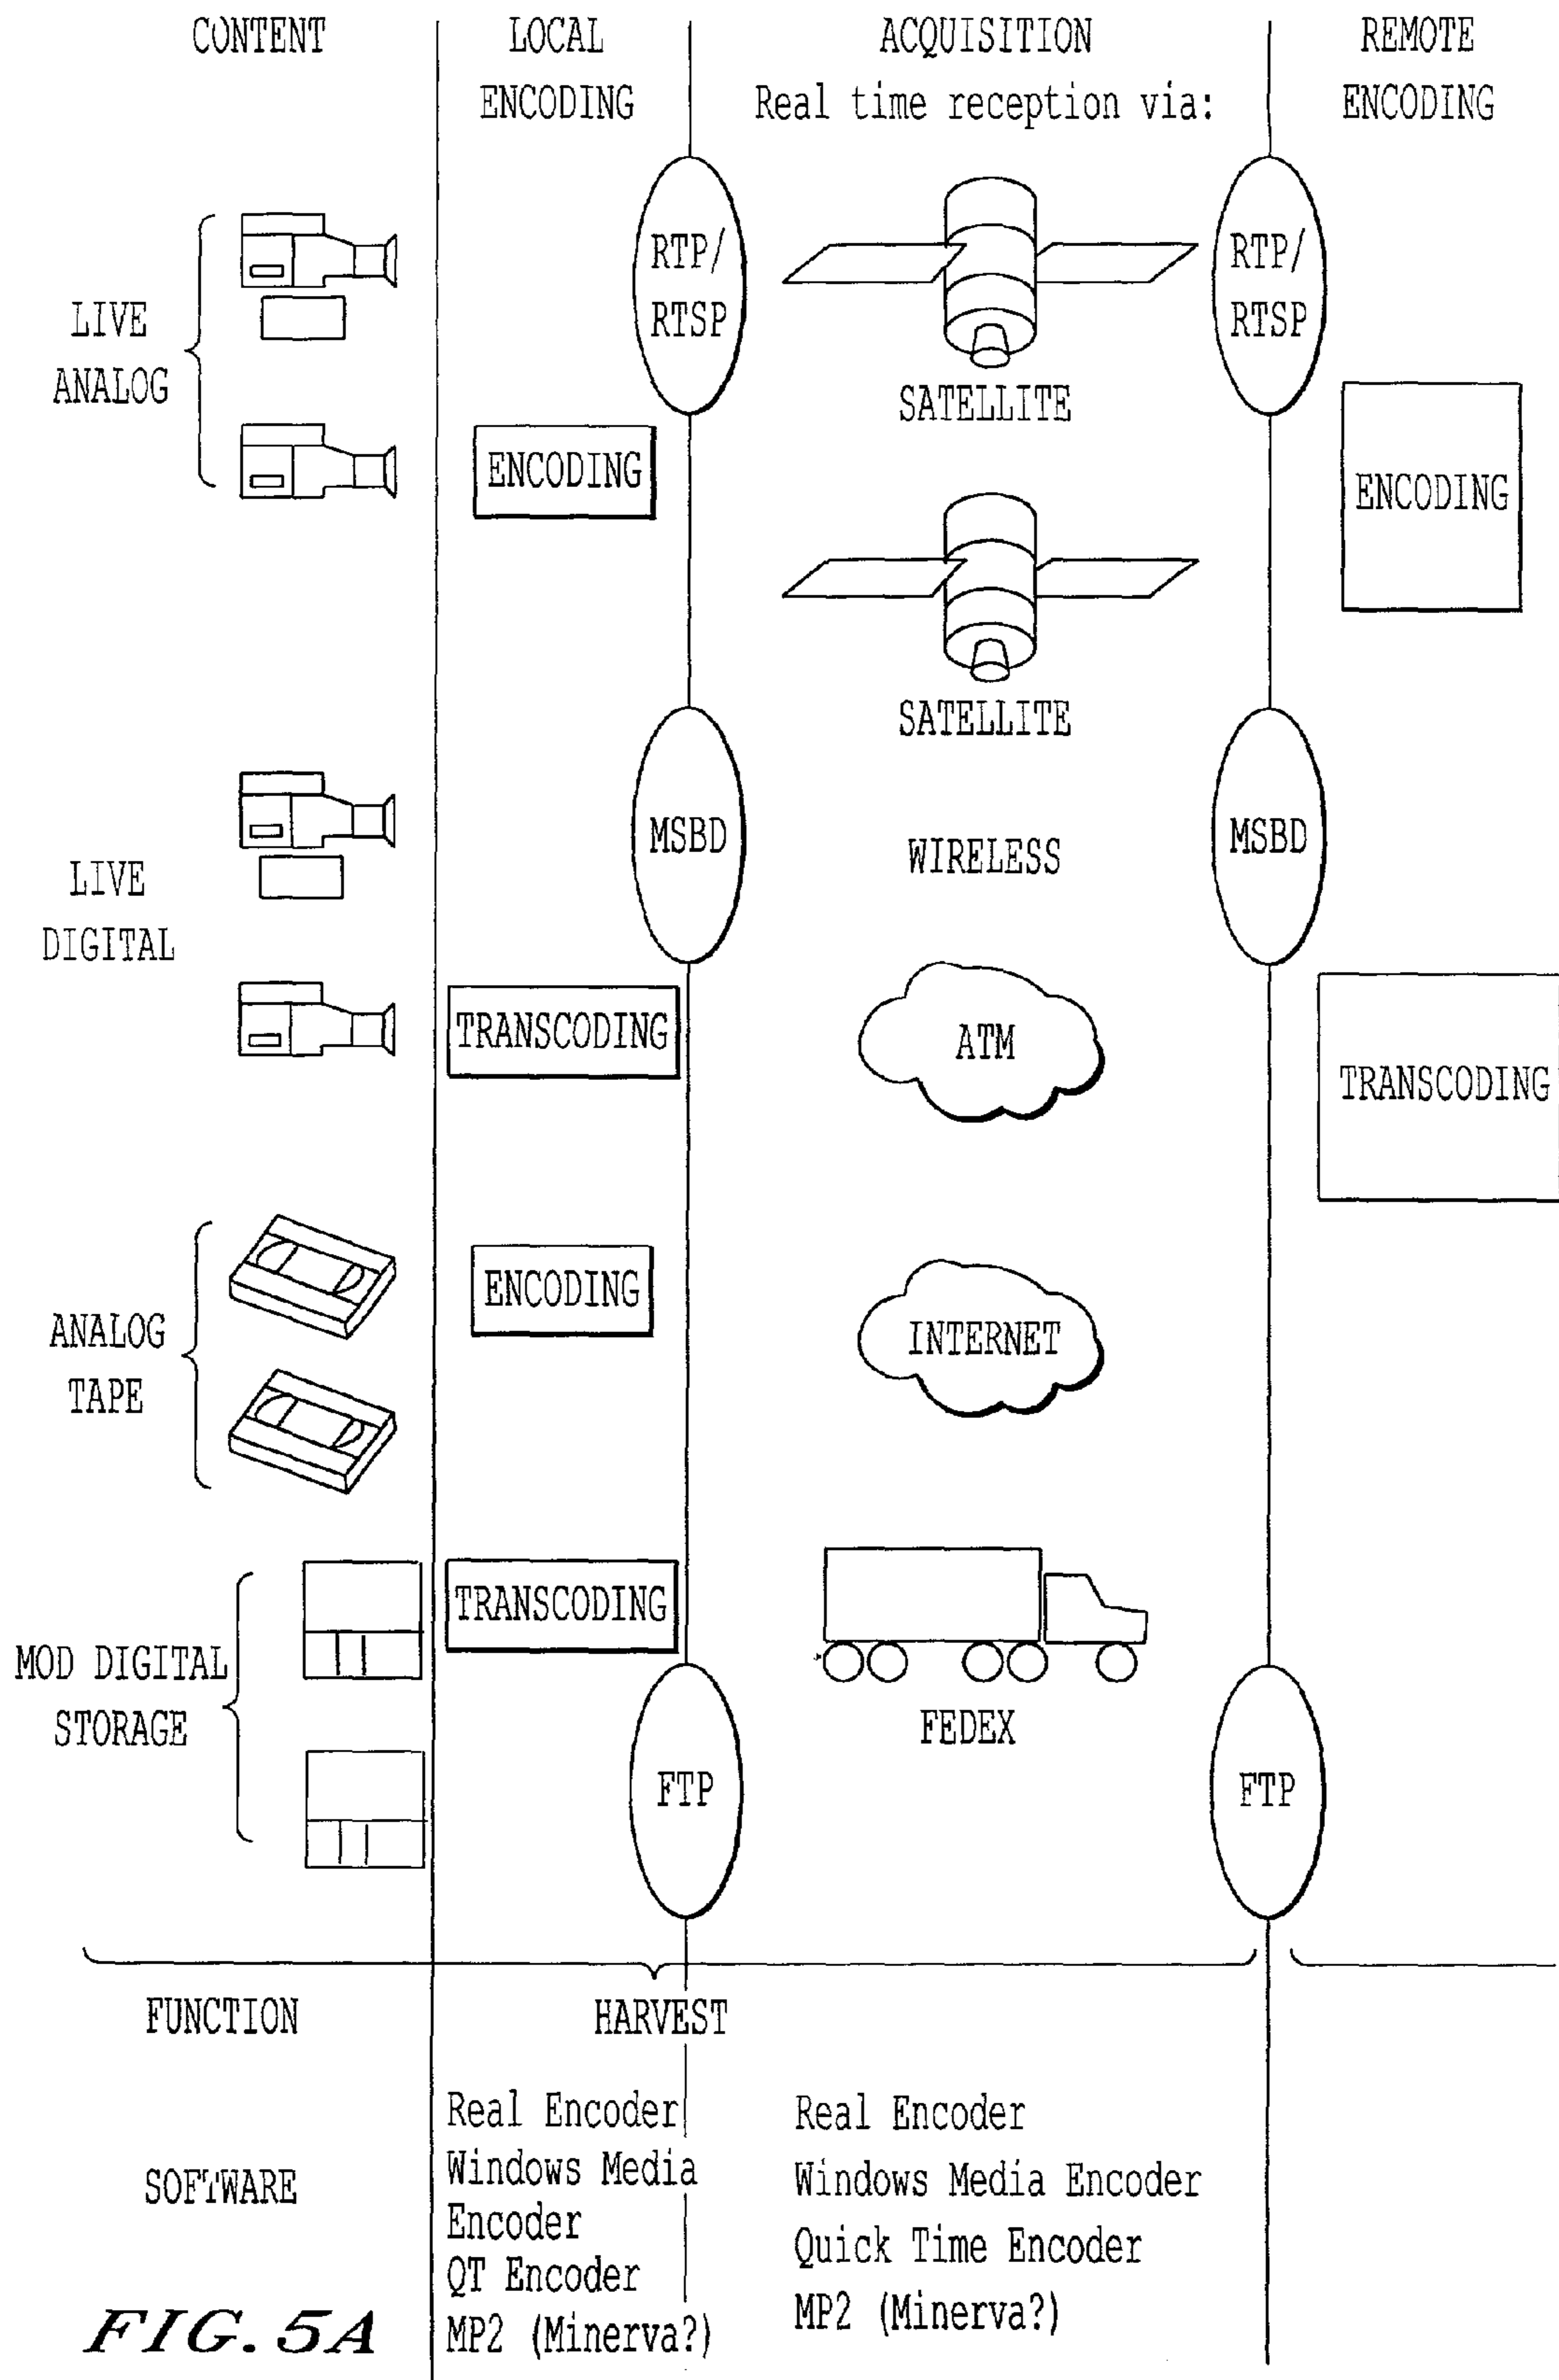 CONTENT
LOCAL
ENCODING
ACQUISITION
Real time reception via:
REMOTE
ENCODING
LIVE
ANALOG
RTP/
RTSP
SATELLITE
RTP/
RTSP
ENCODING
ENCODING
SATELLITE
LIVE
DIGITAL
MSBD
WIRELESS
MSBD
TRANSCODING
ATM
TRANSCODING
ANALOG
TAPE
ENCODING
INTERNET
MOD DIGITAL
STORAGE
TRANSCODING
FEDEX
FTP
FTP
FUNCTION
HARVEST
SOFTWARE
Real Encoder
Windows Media
Encoder
QT Encoder
MP2 (Minerva?)
Real Encoder
Windows Media Encoder
Quick Time Encoder
MP2 (Minerva?)
FIG. 5A